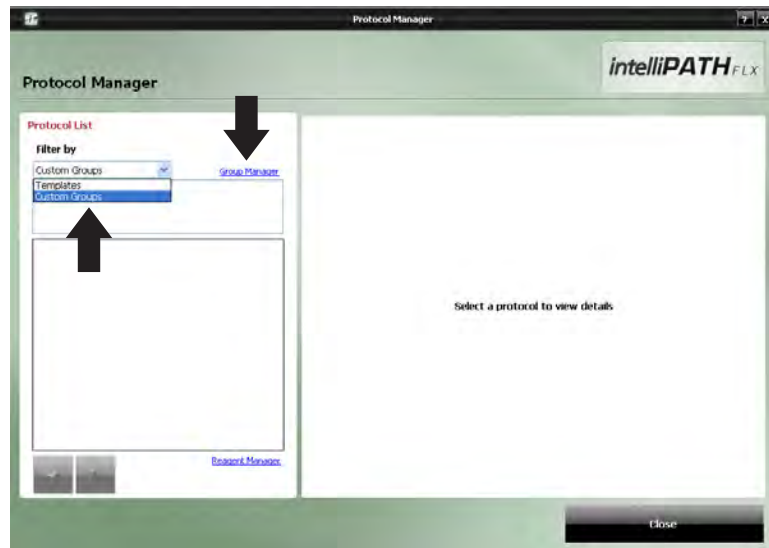 Protocol Manager
? X
intelliPATH FLX
Protocol Manager
Protocol List
Filter by
Custom Groups
Group Manager
Templates
Custom Groups
Select a protocol to view details
Reagent Manager
Close